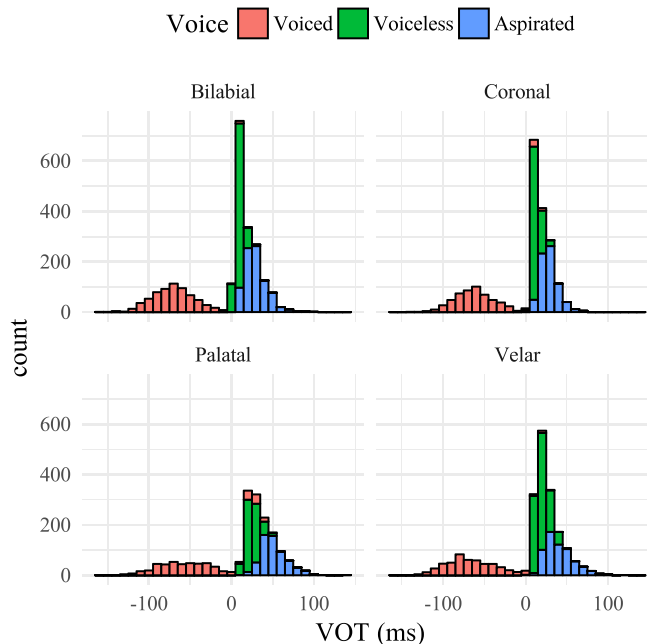 Voice Voiced Voiceless Aspirated
Bilabial Coronal
600
400
200
0
count
Palatal Velar
600
400
200
0
-100 0 100 -100 0 100
VOT (ms)